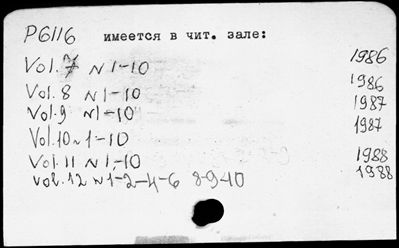 P6116 имеется в чит. зале:
Vol. 7 N 1-10 1986
Vol. 8 N 1-10 1986
Vol. 9 N 1-10 1987
Vol. 10 N 1-10 1987
Vol. 11 N 1-10 1988
Vol. 12 N 1-2-4-6 8-9-10 1988